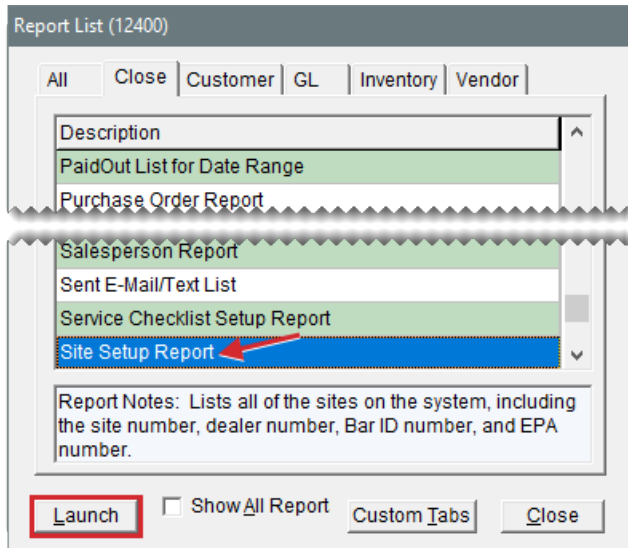 Report List (12400)
All Close Customer GL Inventory Vendor
Description
PaidOut List for Date Range
Purchase Order Report
Salesperson Report
Sent E-Mail/Text List
Service Checklist Setup Report
Site Setup Report
Report Notes: Lists all of the sites on the system, including
the site number, dealer number, Bar ID number, and EPA
number.
Launch Show All Report Custom Tabs Close